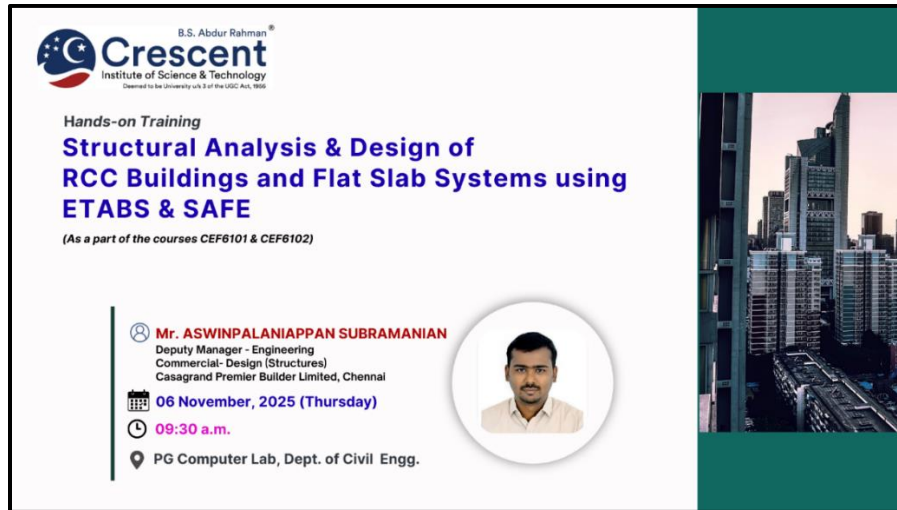 B.S. Abdur Rahman®
Crescent
Institute of Science & Technology
Deemed to be University u/s 3 of the UGC Act, 1956
Hands-on Training
Structural Analysis & Design of
RCC Buildings and Flat Slab Systems using
ETABS & SAFE
(As a part of the courses CEF6101 & CEF6102)
Mr. ASWINPALANIAPPAN SUBRAMANIAN
Deputy Manager - Engineering
Commercial- Design (Structures)
Casagrand Premier Builder Limited, Chennai
06 November, 2025 (Thursday)
09:30 a.m.
PG Computer Lab, Dept. of Civil Engg.